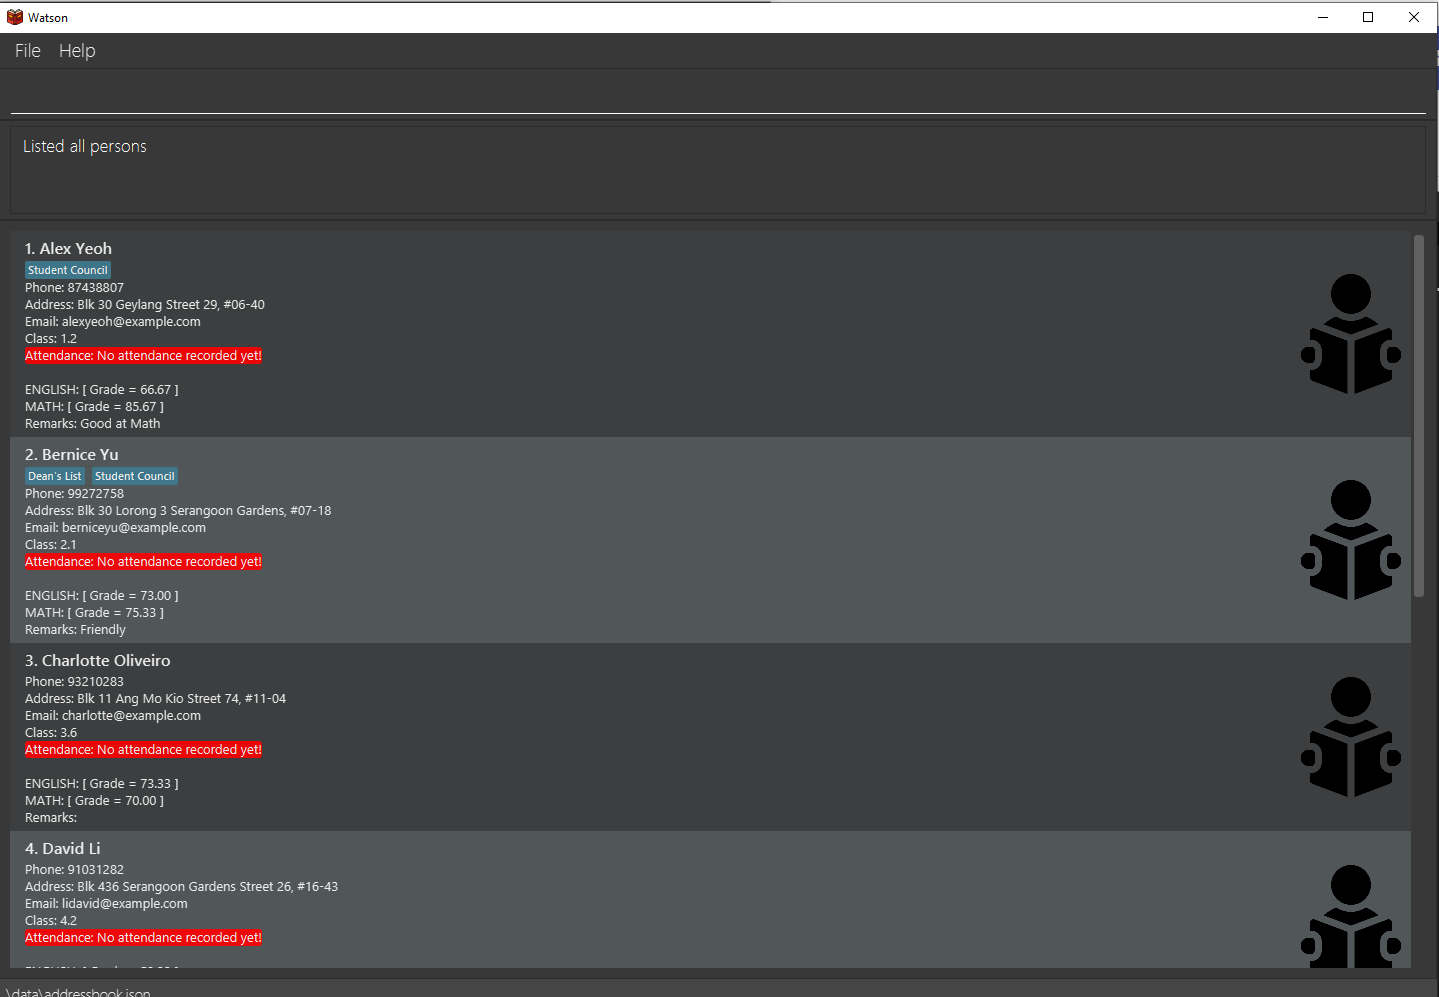 Watson
File Help
Listed all persons
1. Alex Yeoh
Student Council
Phone: 87438807
Address: Blk 30 Geylang Street 29, #06-40
Email: alexyeoh@example.com
Class: 1.2
Attendance: No attendance recorded yet!
ENGLISH: [ Grade = 66.67 ]
MATH: [ Grade = 85.67 ]
Remarks: Good at Math
2. Bernice Yu
Dean's List Student Council
Phone: 99272758
Address: Blk 30 Lorong 3 Serangoon Gardens, #07-18
Email: berniceyu@example.com
Class: 2.1
Attendance: No attendance recorded yet!
ENGLISH: [ Grade = 73.00 ]
MATH: [ Grade = 75.33 ]
Remarks: Friendly
3. Charlotte Oliveiro
Phone: 93210283
Address: Blk 11 Ang Mo Kio Street 74, #11-04
Email: charlotte@example.com
Class: 3.6
Attendance: No attendance recorded yet!
ENGLISH: [ Grade = 73.33 ]
MATH: [ Grade = 70.00 ]
Remarks:
4. David Li
Phone: 91031282
Address: Blk 436 Serangoon Gardens Street 26, #16-43
Email: lidavid@example.com
Class: 4.2
Attendance: No attendance recorded yet!
\data\addressbook.json